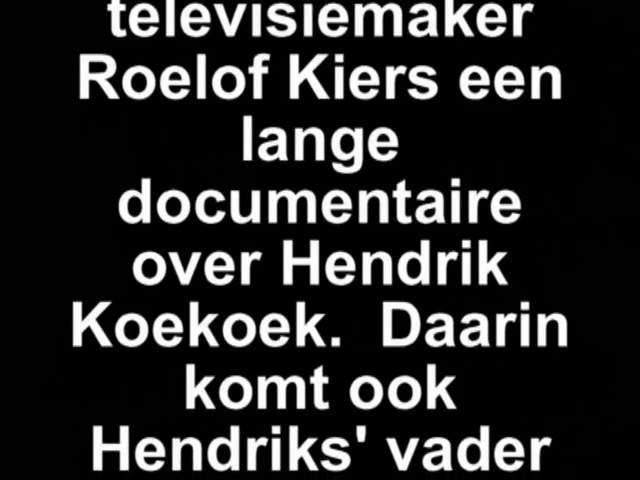 televisiemaker
Roelof Kiers een
lange
documentaire
over Hendrik
Koekoek.  Daarin
komt ook
Hendriks' vader